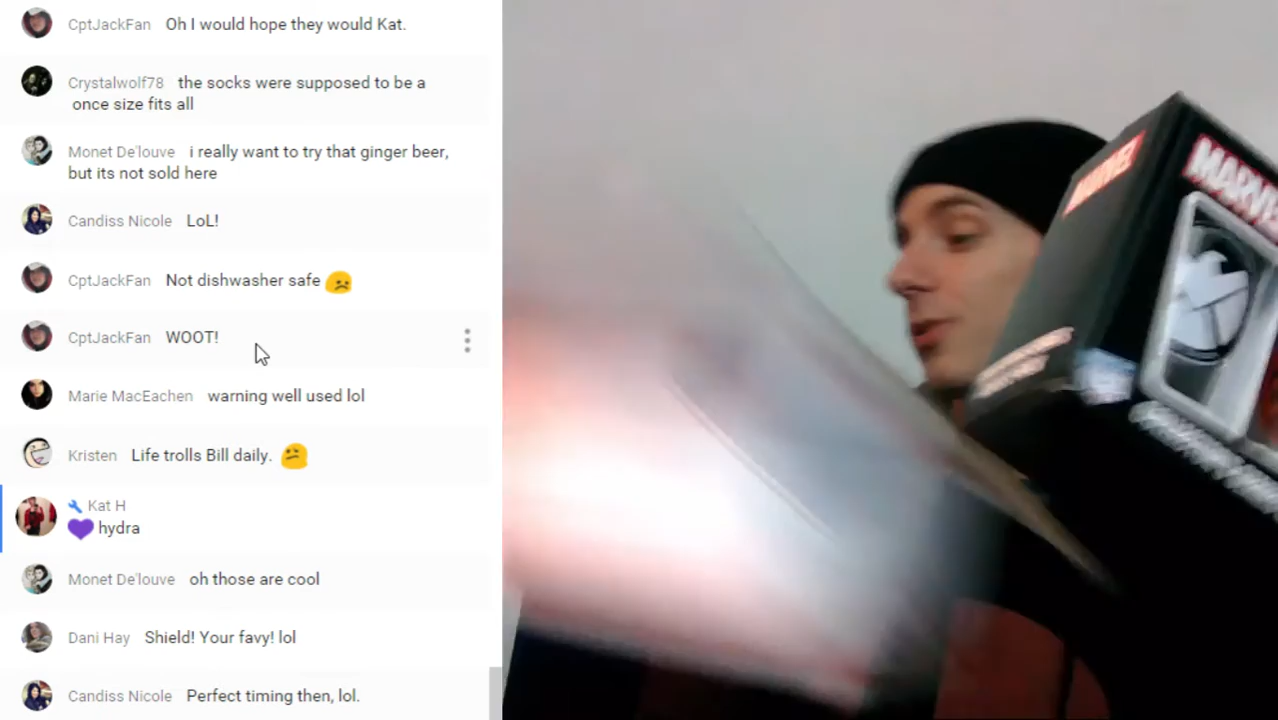 CptJackFan Oh I would hope they would Kat.
Crystalwolf78 the socks were supposed to be a
once size fits all
Monet De'louve i really want to try that ginger beer,
but its not sold here
Candiss Nicole LoL!
CptJackFan Not dishwasher safe
CptJackFan WOOT!
Marie MacEachen warning well used lol
Kristen Life trolls Bill daily.
Kat H
hydra
Monet De'louve oh those are cool
Dani Hay Shield! Your favy! lol
Candiss Nicole Perfect timing then, lol.
MARVEL
MARVE